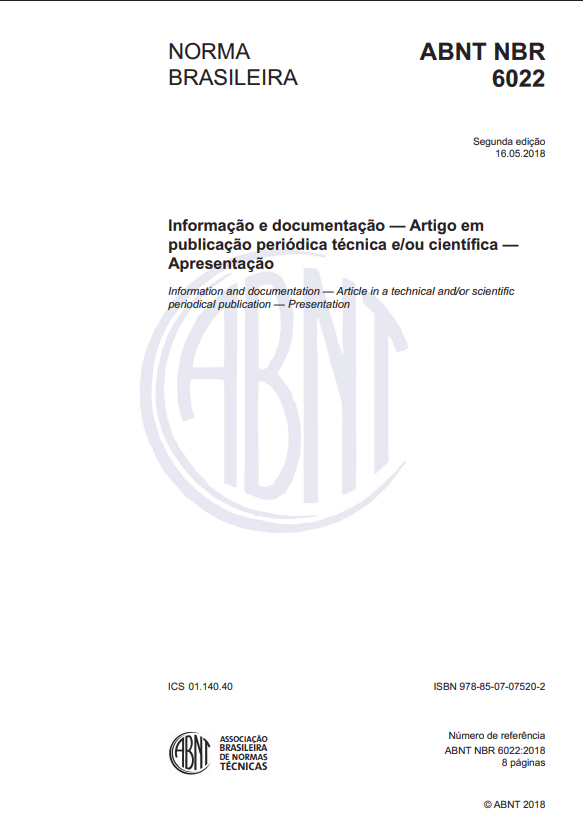 NORMA
BRASILEIRA
ABNT NBR
6022
Segunda edição
16.05.2018
Informação e documentação — Artigo em
publicação periódica técnica e/ou científica —
Apresentação
Information and documentation — Article in a technical and/or scientific
periodical publication — Presentation
ABNT
ICS 01.140.40
ISBN 978-85-07-07520-2
ABNT
ASSOCIAÇÃO
BRASILEIRA
DE NORMAS
TÉCNICAS
Número de referência
ABNT NBR 6022:2018
8 páginas
© ABNT 2018